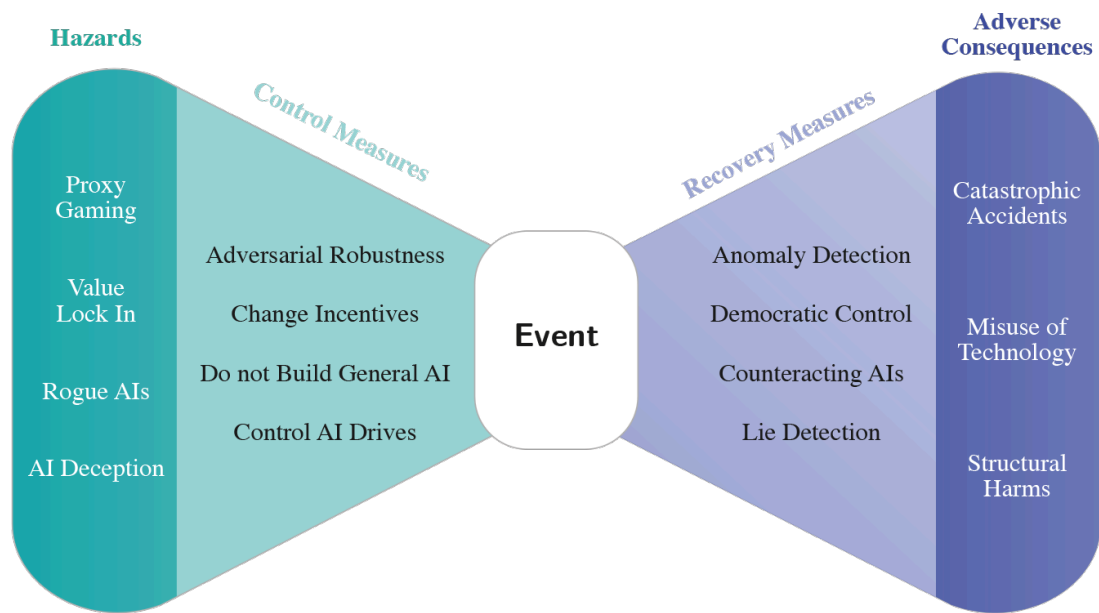 Hazards
Adverse
Consequences
Control Measures
Recovery Measures
Proxy
Gaming
Value
Lock In
Rogue AIs
AI Deception
Adversarial Robustness
Change Incentives
Do not Build General AI
Control AI Drives
Event
Anomaly Detection
Democratic Control
Counteracting AIs
Lie Detection
Catastrophic
Accidents
Misuse of
Technology
Structural
Harms